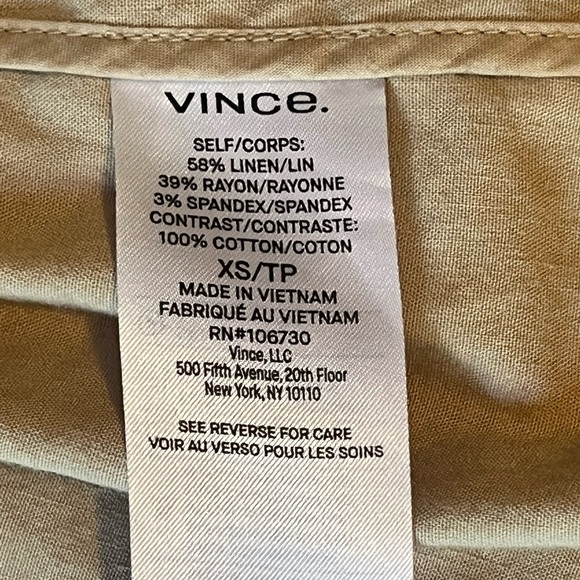 VINCe.
SELF/CORPS:
58% LINEN/LIN
39% RAYON/RAYONNE
3% SPANDEX/SPANDEX
CONTRAST/CONTRASTE:
100% COTTON/COTON
XS/TP
MADE IN VIETNAM
FABRIQUÉ AU VIETNAM
RN#106730
Vince, LLC
500 Fifth Avenue, 20th Floor
New York, NY 10110
SEE REVERSE FOR CARE
VOIR AU VERSO POUR LES SOINS